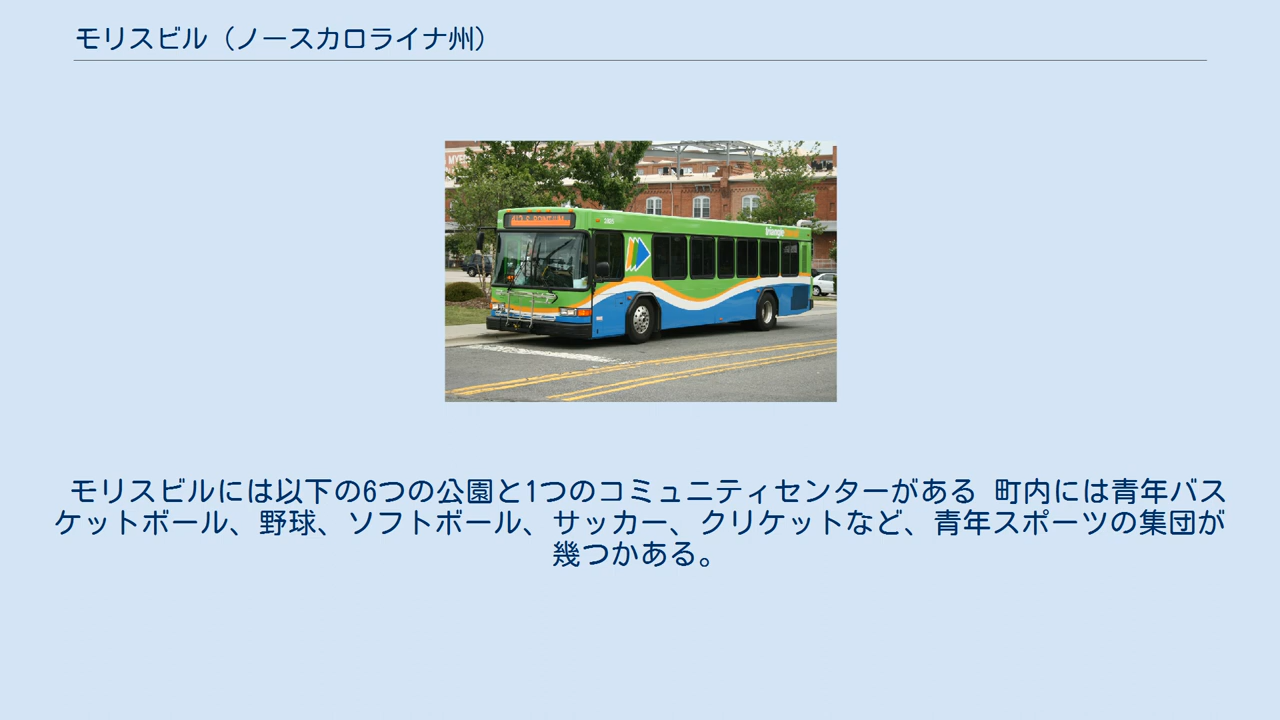 モリスビル（ノースカロライナ州）
MYE
モリスビルには以下の6つの公園と1つのコミュニティセンターがある 町内には青年バス
ケットボール、野球、ソフトボール、サッカー、クリケットなど、青年スポーツの集団が
幾つかある。